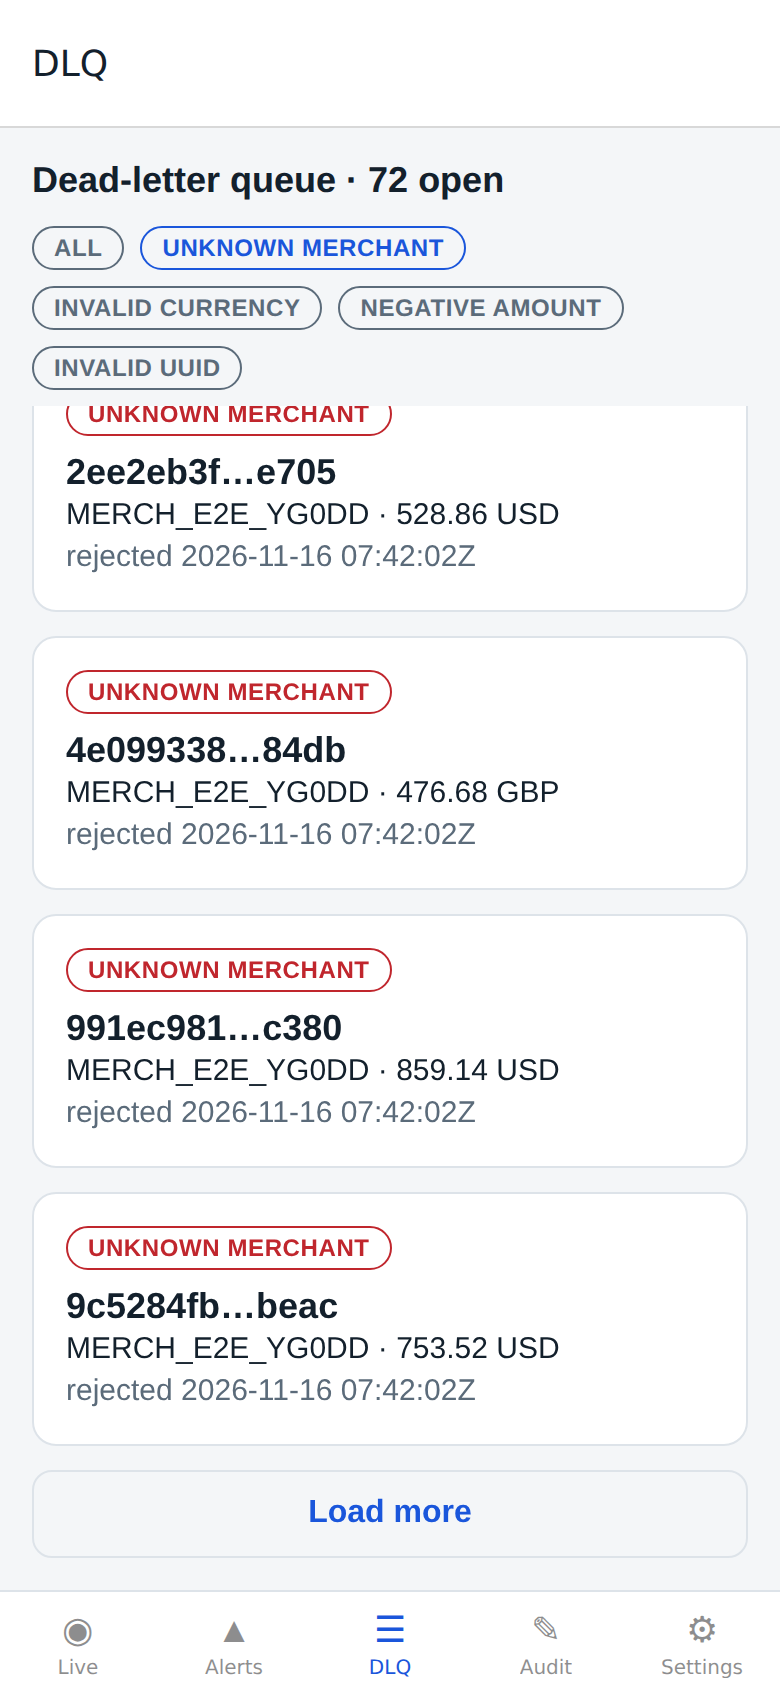 DLQ
Dead-letter queue · 72 open
ALL
UNKNOWN MERCHANT
INVALID CURRENCY
NEGATIVE AMOUNT
INVALID UUID
UNKNOWN MERCHANT
2ee2eb3f…e705
MERCH_E2E_YG0DD · 528.86 USD
rejected 2026-11-16 07:42:02Z
UNKNOWN MERCHANT
4e099338…84db
MERCH_E2E_YG0DD · 476.68 GBP
rejected 2026-11-16 07:42:02Z
UNKNOWN MERCHANT
991ec981…c380
MERCH_E2E_YG0DD · 859.14 USD
rejected 2026-11-16 07:42:02Z
UNKNOWN MERCHANT
9c5284fb…beac
MERCH_E2E_YG0DD · 753.52 USD
rejected 2026-11-16 07:42:02Z
Load more
Live
Alerts
DLQ
Audit
Settings